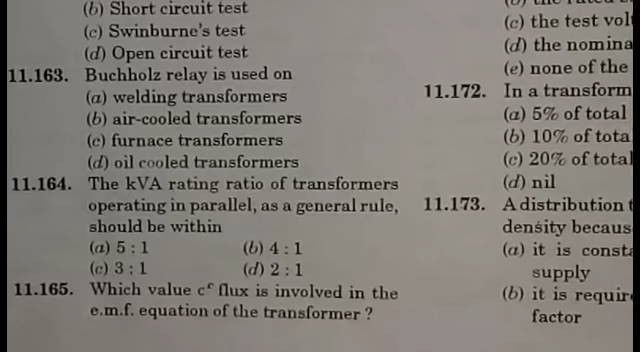 (b) Short circuit test
(c) Swinburne's test
(d) Open circuit test
11.163. Buchholz relay is used on
(a) welding transformers
(b) air-cooled transformers
(c) furnace transformers
(d) oil cooled transformers
11.164. The kVA rating ratio of transformers
operating in parallel, as a general rule,
should be within
(a) 5 : 1 (b) 4 : 1
(c) 3 : 1 (d) 2 : 1
11.165. Which value flux is involved in the
e.m.f. equation of the transformer ?
(c) the test vol
(d) the nomina
(e) none of the
11.172. In a transform
(a) 5% of total
(b) 10% of tota
(c) 20% of total
(d) nil
11.173. A distribution
density becaus
(a) it is consta
supply
(b) it is requir
factor